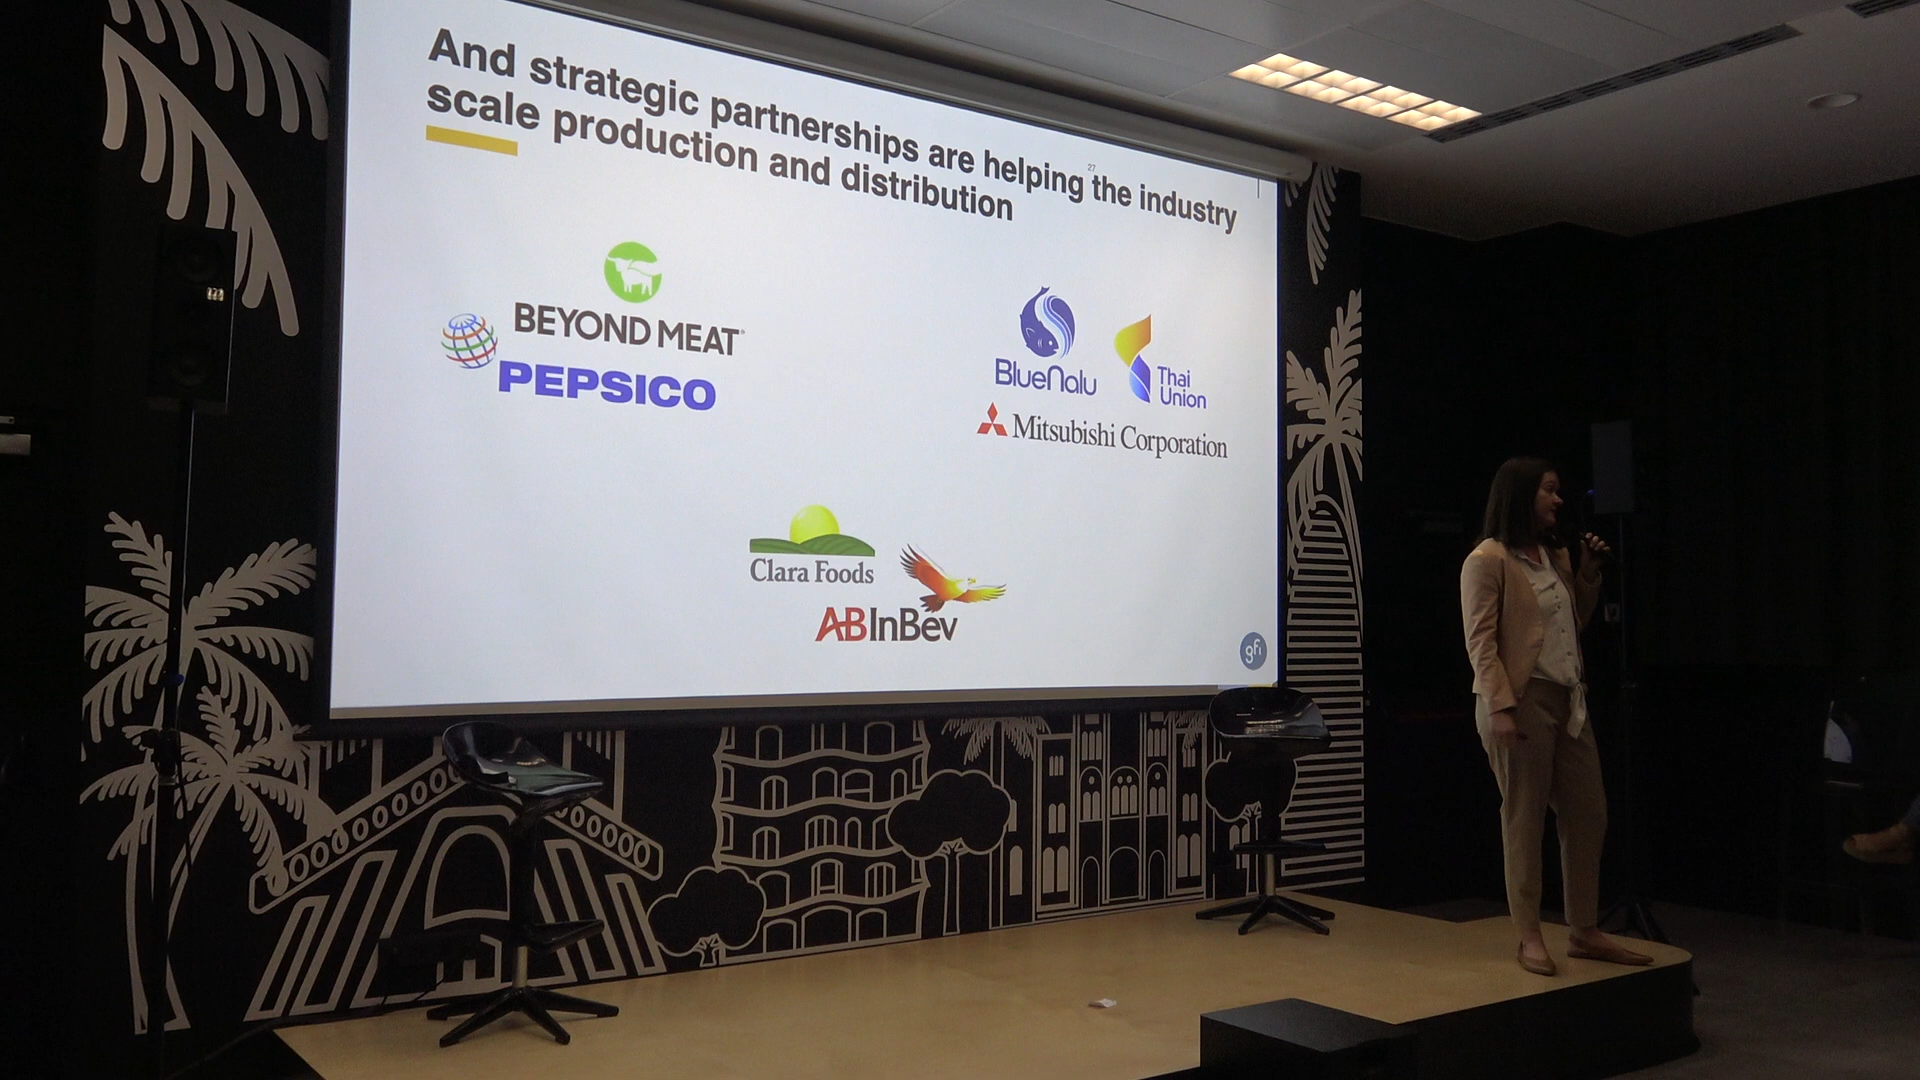 And strategic partnerships are helping the industry
scale production and distribution
27
BEYOND MEAT®
PEPSICO
BlueNalu
Thai
Union
Mitsubishi Corporation
Clara Foods
ABInBev
gfi